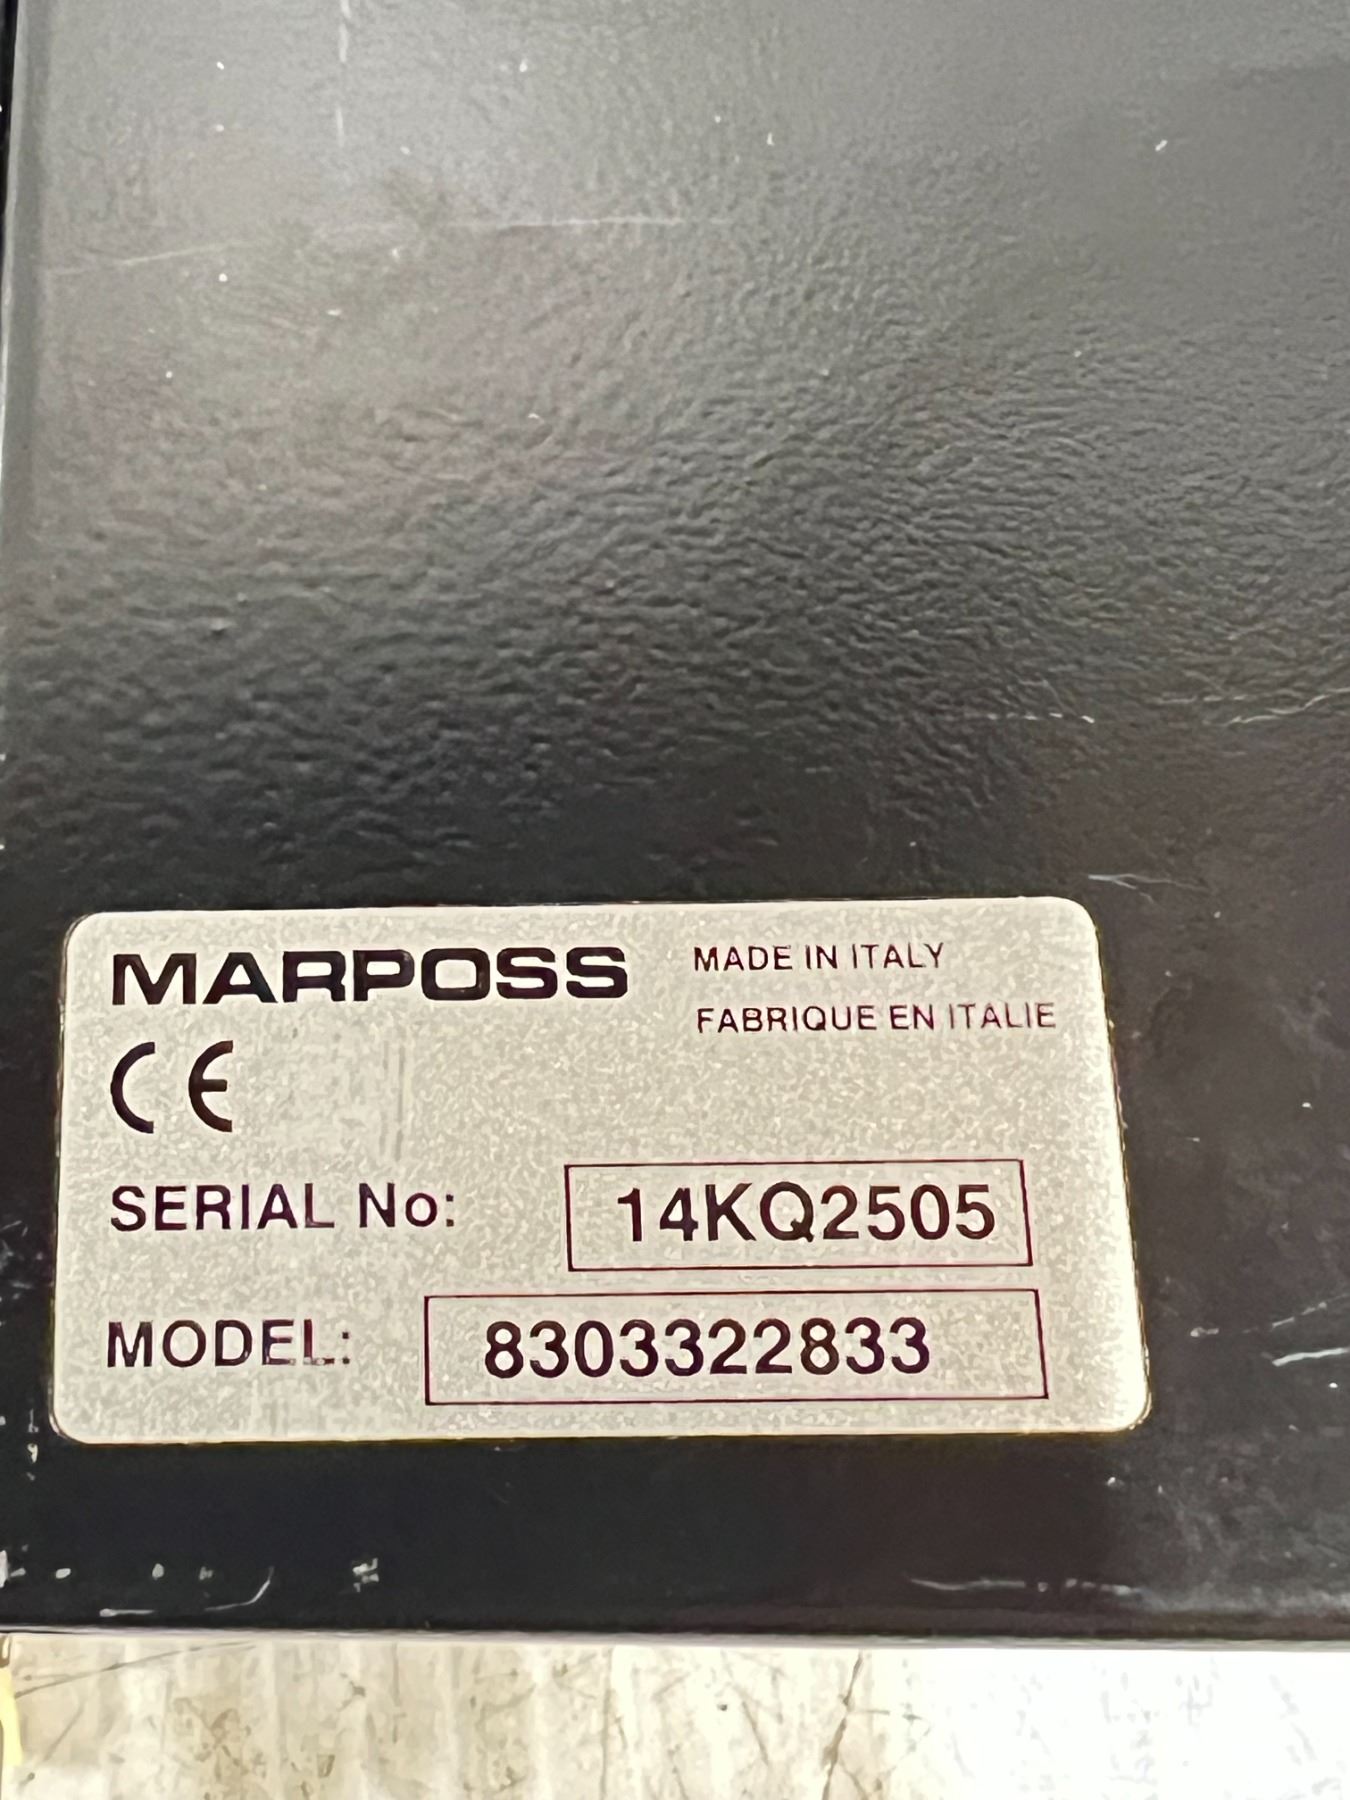 MARPOSS
MADE IN ITALY
FABRIQUE EN ITALIE
CE
SERIAL No: 14KQ2505
MODEL: 8303322833